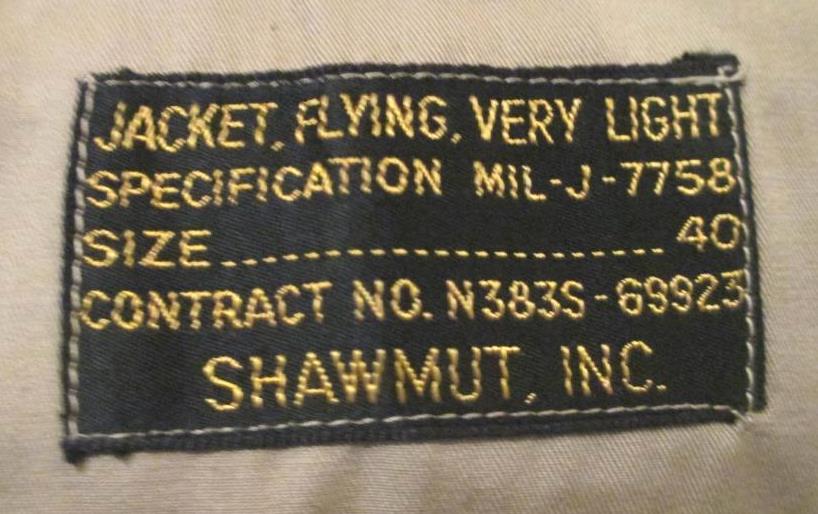 JACKET, FLYING, VERY LIGHT
SPECIFICATION MIL-J-7758
SIZE ----------------------- 40
CONTRACT NO. N383S-69923
SHAWMUT, INC.